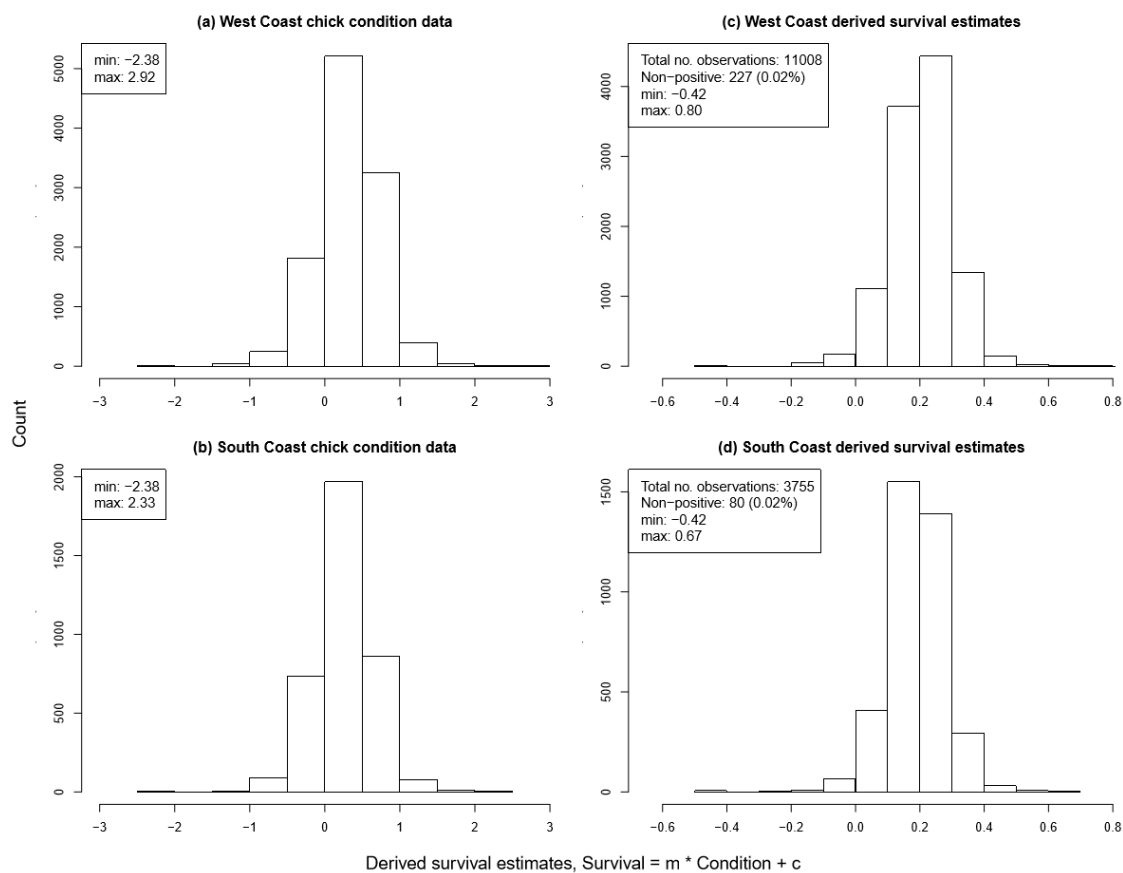 (a) West Coast chick condition data
min: −2.38
max: 2.92
5000
4000
3000
2000
1000
0
−3 −2 −1 0 1 2 3
(c) West Coast derived survival estimates
Total no. observations: 11008
Non−positive: 227 (0.02%)
min: −0.42
max: 0.80
4000
3000
2000
1000
0
−0.6 −0.4 −0.2 0.0 0.2 0.4 0.6 0.8
Count
(b) South Coast chick condition data
min: −2.38
max: 2.33
2000
1500
1000
500
0
−3 −2 −1 0 1 2 3
(d) South Coast derived survival estimates
Total no. observations: 3755
Non−positive: 80 (0.02%)
min: −0.42
max: 0.67
1500
1000
500
0
−0.6 −0.4 −0.2 0.0 0.2 0.4 0.6 0.8
Derived survival estimates, Survival = m * Condition + c